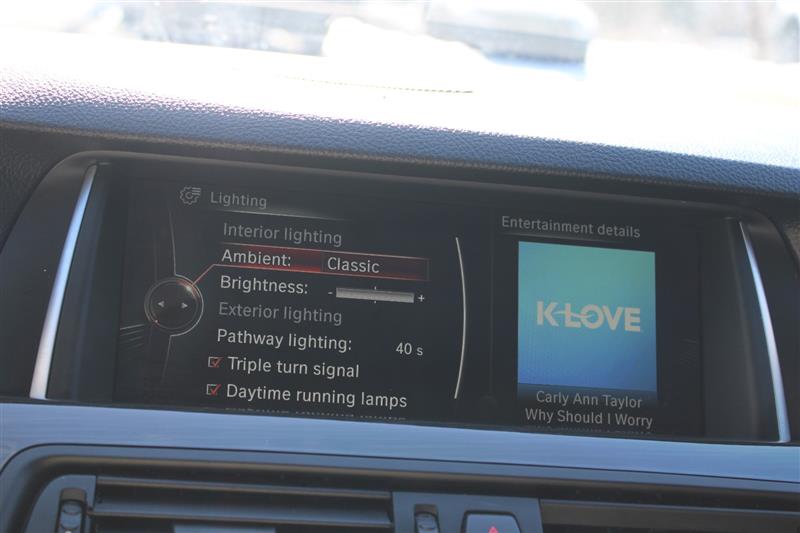 Lighting
Interior lighting
Ambient: Classic
Brightness: - +
Exterior lighting
Pathway lighting: 40 s
Triple turn signal
Daytime running lamps
Entertainment details
K-LOVE
Carly Ann Taylor
Why Should I Worry